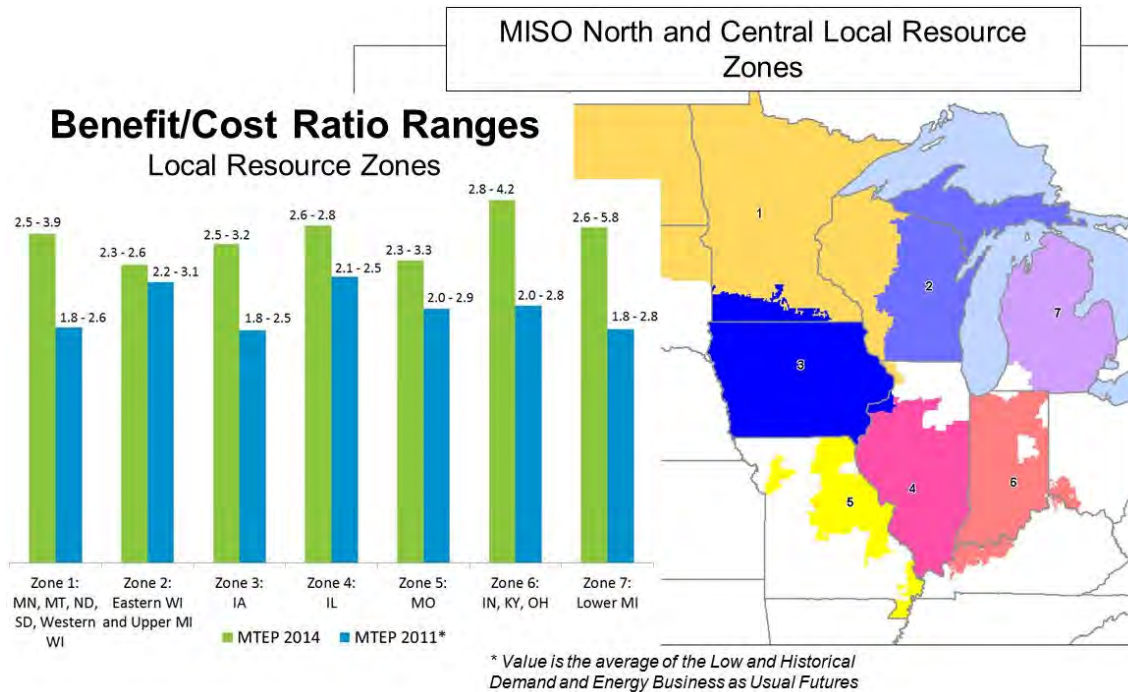 MISO North and Central Local Resource
Zones
Benefit/Cost Ratio Ranges
Local Resource Zones
2.5 - 3.9
1.8 - 2.6
2.3 - 2.6
2.2 - 3.1
2.5 - 3.2
1.8 - 2.5
2.6 - 2.8
2.1 - 2.5
2.3 - 3.3
2.0 - 2.9
2.8 - 4.2
2.0 - 2.8
2.6 - 5.8
1.8 - 2.8
Zone 1:
MN, MT, ND,
SD, Western
WI
Zone 2:
Eastern WI
and Upper MI
Zone 3:
IA
Zone 4:
IL
Zone 5:
MO
Zone 6:
IN, KY, OH
Zone 7:
Lower MI
MTEP 2014
MTEP 2011*
1
2
7
3
4
5
6
* Value is the average of the Low and Historical
Demand and Energy Business as Usual Futures